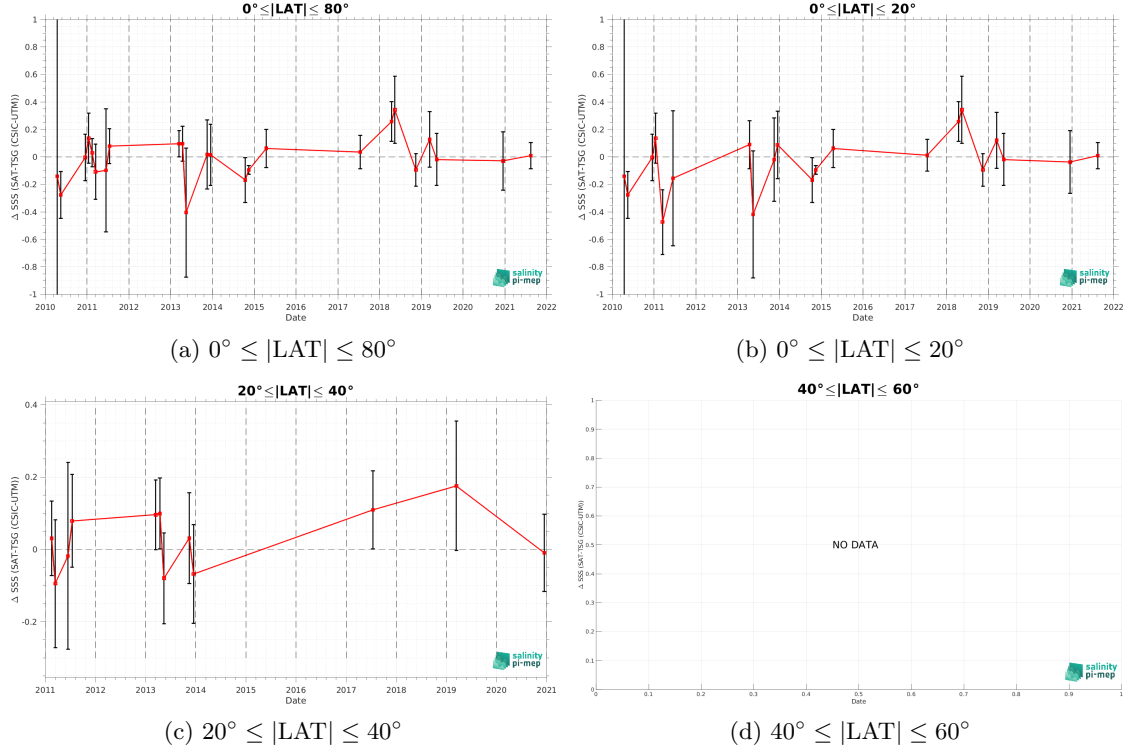 0°≤|LAT|≤ 80°
Δ SSS (SAT-TSG (CSIC-UTM))
1
0.8
0.6
0.4
0.2
0
-0.2
-0.4
-0.6
-0.8
-1
2010 2011 2012 2013 2014 2015 2016 2017 2018 2019 2020 2021 2022
Date
salinity
pi-mep
(a) 0° ≤ |LAT| ≤ 80°
0°≤|LAT|≤ 20°
Δ SSS (SAT-TSG (CSIC-UTM))
1
0.8
0.6
0.4
0.2
0
-0.2
-0.4
-0.6
-0.8
-1
2010 2011 2012 2013 2014 2015 2016 2017 2018 2019 2020 2021 2022
Date
salinity
pi-mep
(b) 0° ≤ |LAT| ≤ 20°
20°≤|LAT|≤ 40°
Δ SSS (SAT-TSG (CSIC-UTM))
0.4
0.2
0
-0.2
2011 2012 2013 2014 2015 2016 2017 2018 2019 2020 2021
Date
salinity
pi-mep
(c) 20° ≤ |LAT| ≤ 40°
40°≤|LAT|≤ 60°
Δ SSS (SAT-TSG (CSIC-UTM))
1
0.9
0.8
0.7
0.6
0.5
0.4
0.3
0.2
0.1
0
NO DATA
0 0.1 0.2 0.3 0.4 0.5 0.6 0.7 0.8 0.9 1
Date
salinity
pi-mep
(d) 40° ≤ |LAT| ≤ 60°